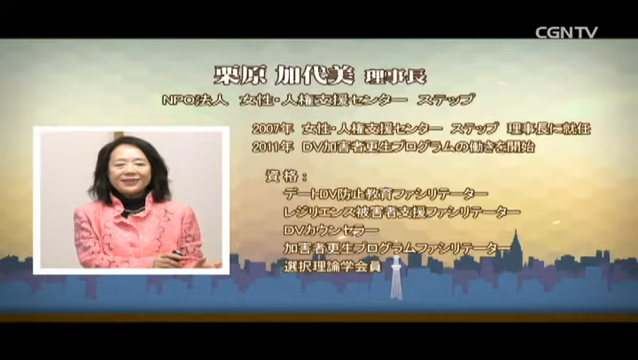 CGNTV
栗原 加代美 理事長
NPO法人 女性・人権支援センター ステップ
2007年 女性・人権支援センター ステップ 理事長に就任
2011年 DV加害者更生プログラムの働きを開始
資格：
デートDV防止教育ファシリテーター
レジリエンス被害者支援ファシリテーター
DVカウンセラー
加害者更生プログラムファシリテーター
選択理論学会員